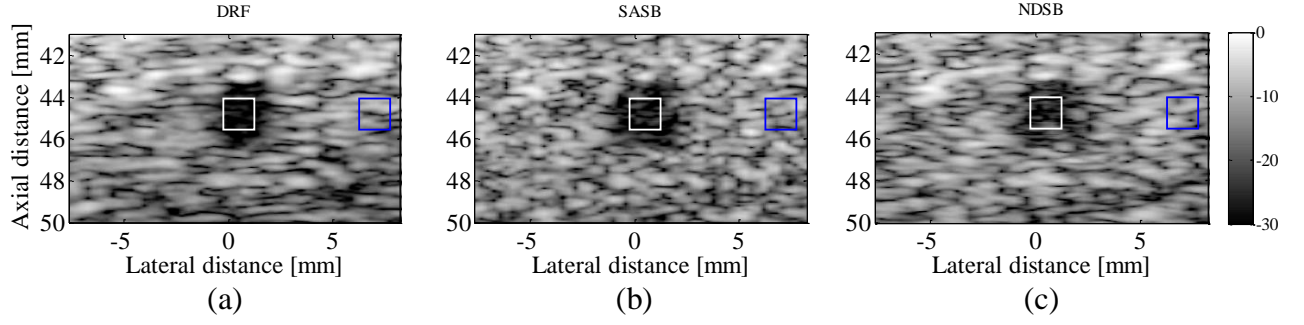 DRF SASB NDSB
42 42 42 0
44 44 44 -10
46 46 46
48 48 48 -20
50 50 50 -30
Axial distance [mm]
-5 0 5 -5 0 5 -5 0 5
Lateral distance [mm] Lateral distance [mm] Lateral distance [mm]
(a) (b) (c)